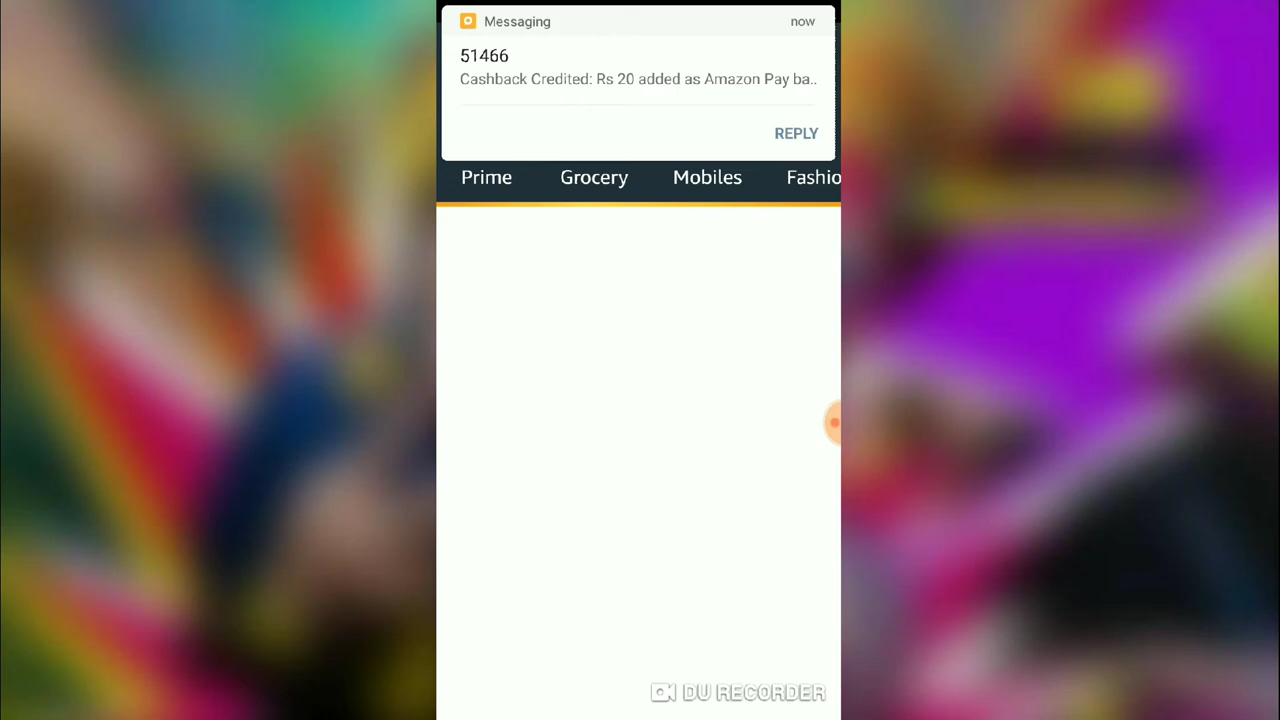 Messaging now
51466
Cashback Credited: Rs 20 added as Amazon Pay ba..
REPLY
Prime Grocery Mobiles Fashio
DU RECORDER